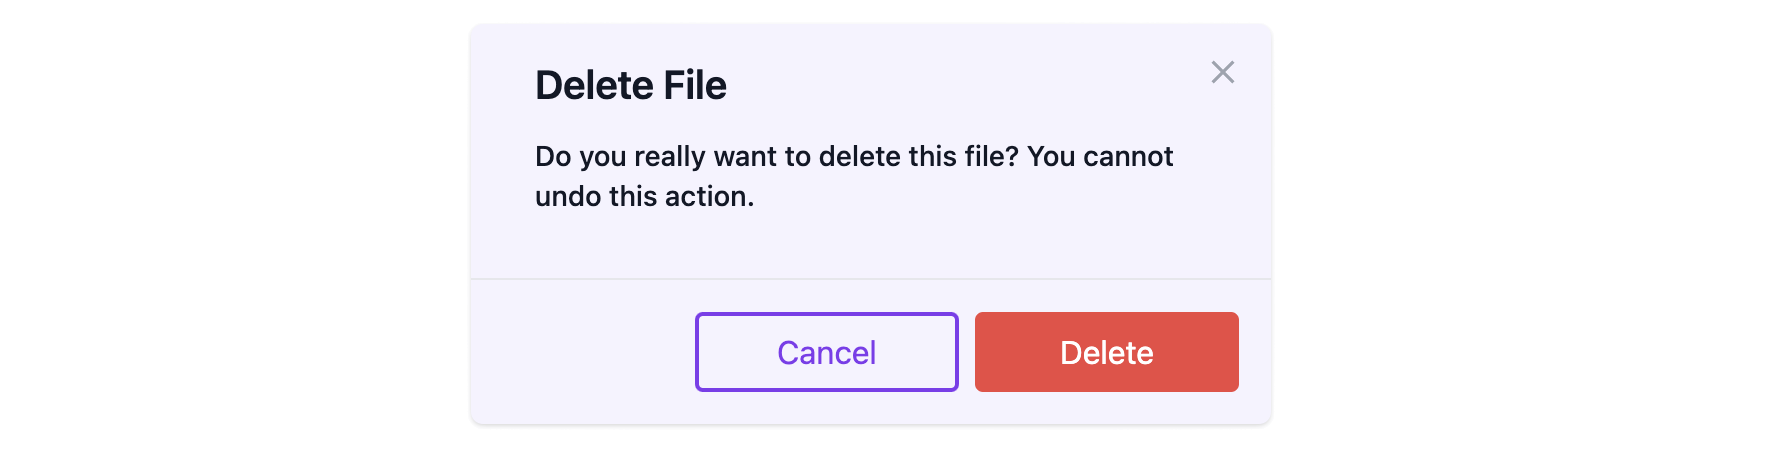 Delete File
Do you really want to delete this file? You cannot
undo this action.
Cancel
Delete